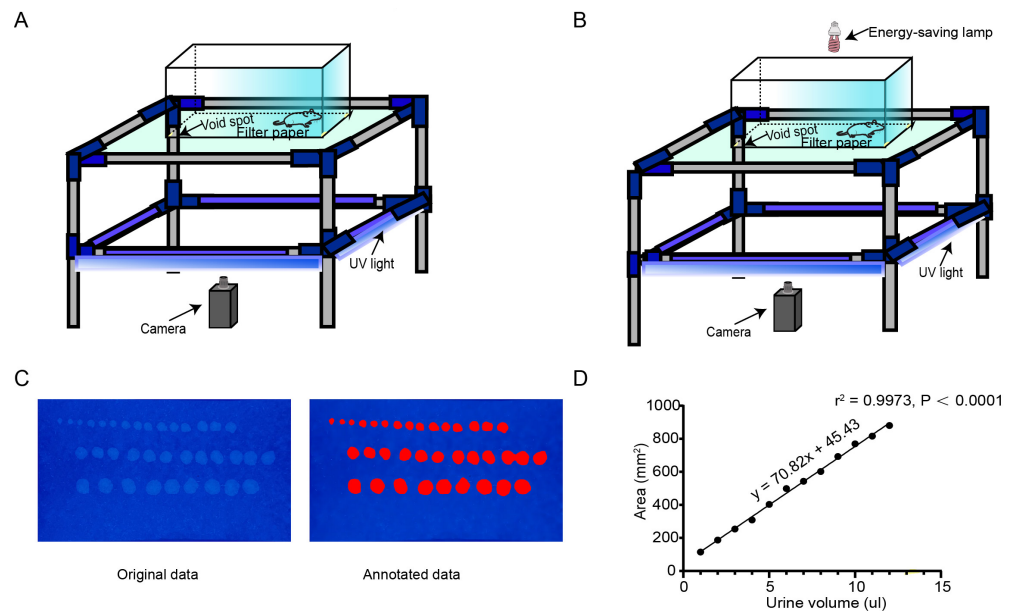 A
Void spot
Filter paper
UV light
Camera
B
Energy-saving lamp
Void spot
Filter paper
UV light
Camera
C
Original data
Annotated data
D
r² = 0.9973, P < 0.0001
y = 70.82x + 45.43
Area (mm²)
1000
800
600
400
200
0
0
5
10
15
Urine volume (ul)